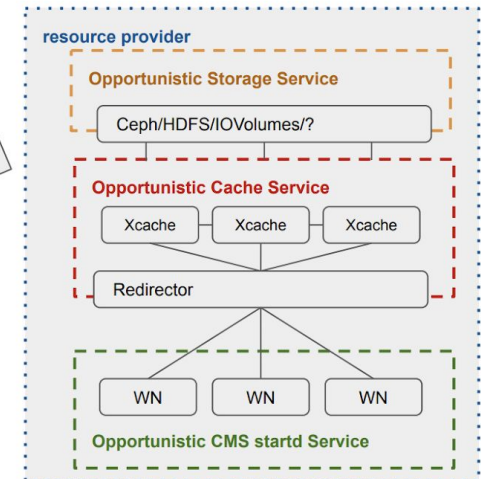 resource provider
Opportunistic Storage Service
Ceph/HDFS/IOVolumes/?
Opportunistic Cache Service
Xcache Xcache Xcache
Redirector
WN WN WN
Opportunistic CMS startd Service